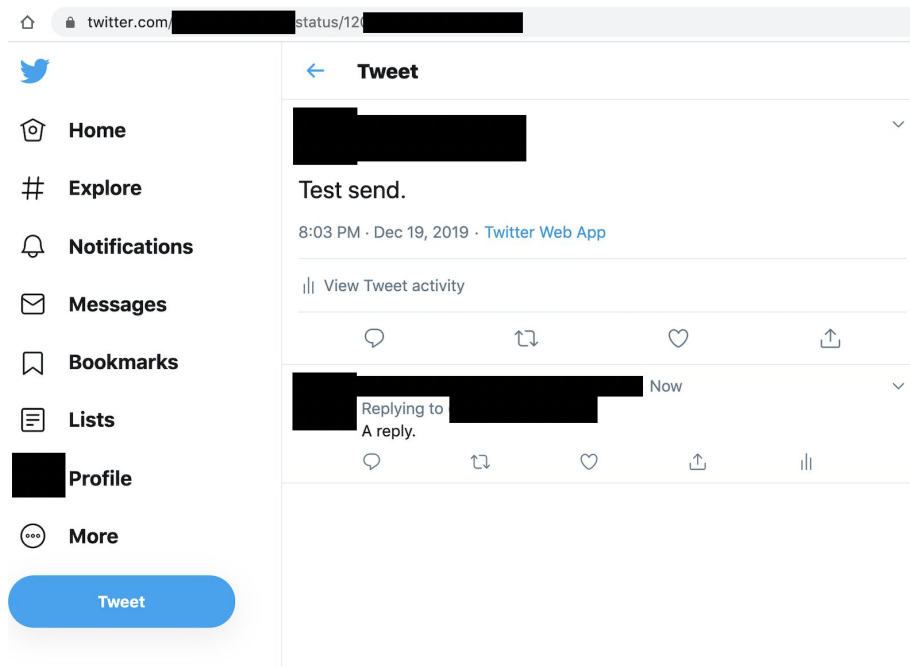 twitter.com/ status/120
Tweet
Home
Explore
Notifications
Messages
Bookmarks
Lists
Profile
More
Tweet
Test send.
8:03 PM · Dec 19, 2019 · Twitter Web App
View Tweet activity
Now
Replying to
A reply.